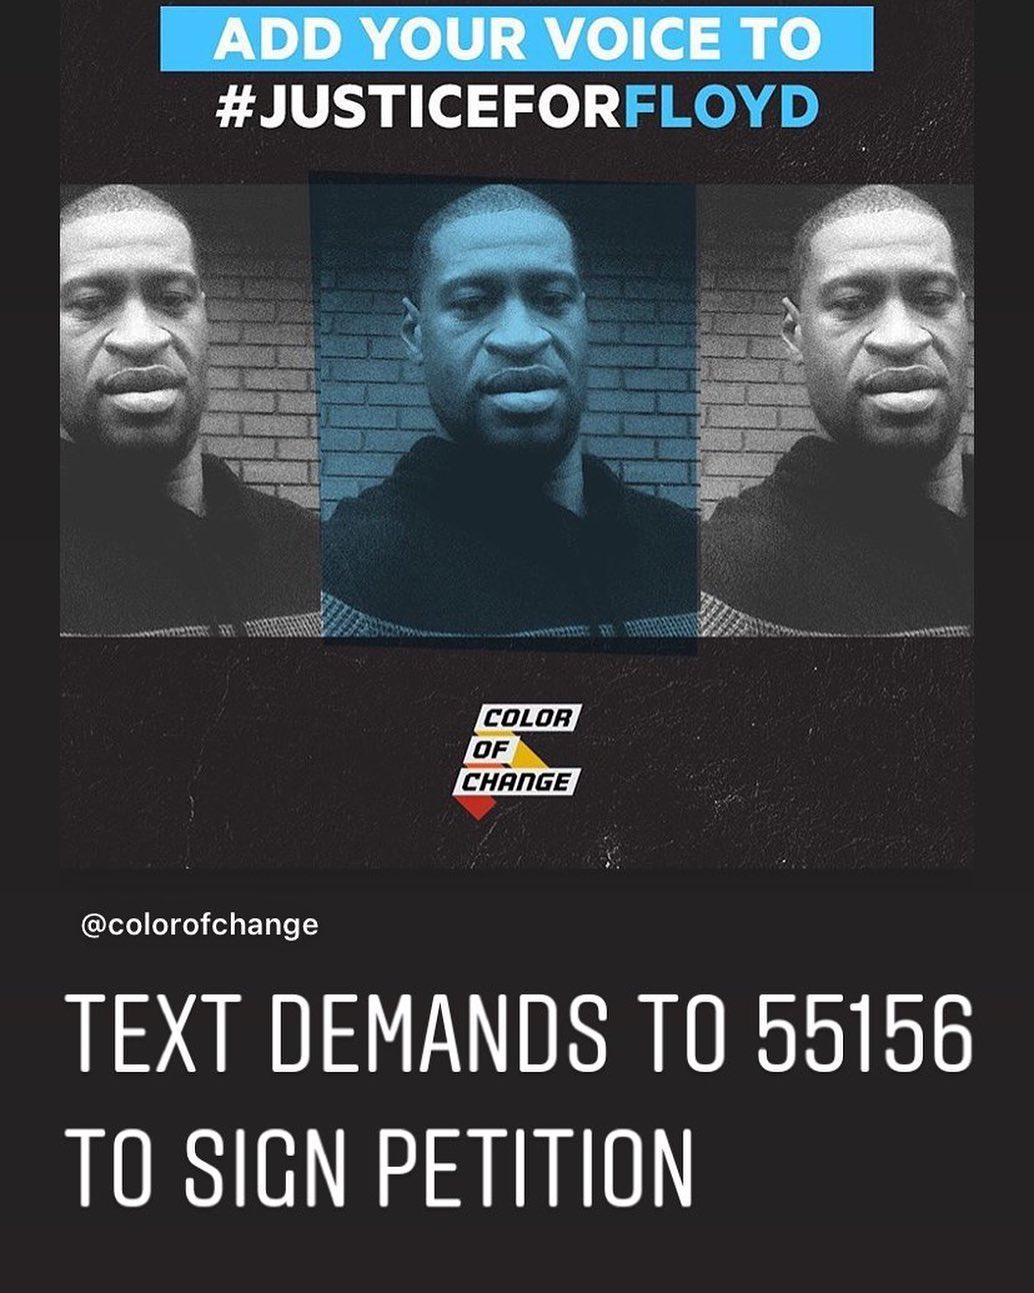 ADD YOUR VOICE TO
#JUSTICEFORFLOYD
COLOR
OF
CHANGE
@colorofchange
TEXT DEMANDS TO 55156
TO SIGN PETITION